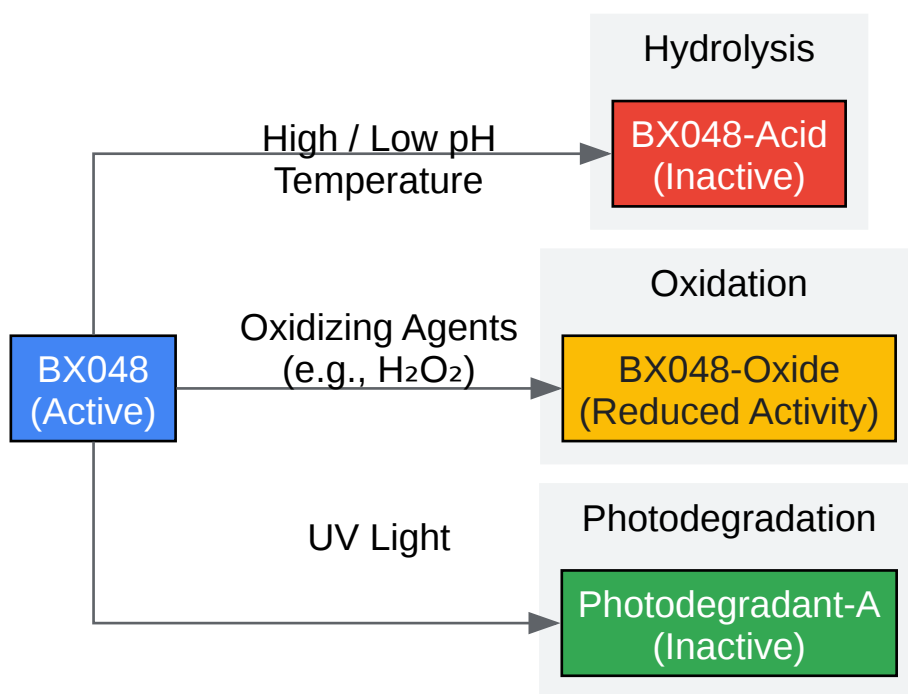 Hydrolysis
High / Low pH
Temperature
BX048-Acid
(Inactive)
Oxidation
BX048
(Active)
Oxidizing Agents
(e.g., H₂O₂)
BX048-Oxide
(Reduced Activity)
Photodegradation
UV Light
Photodegradant-A
(Inactive)